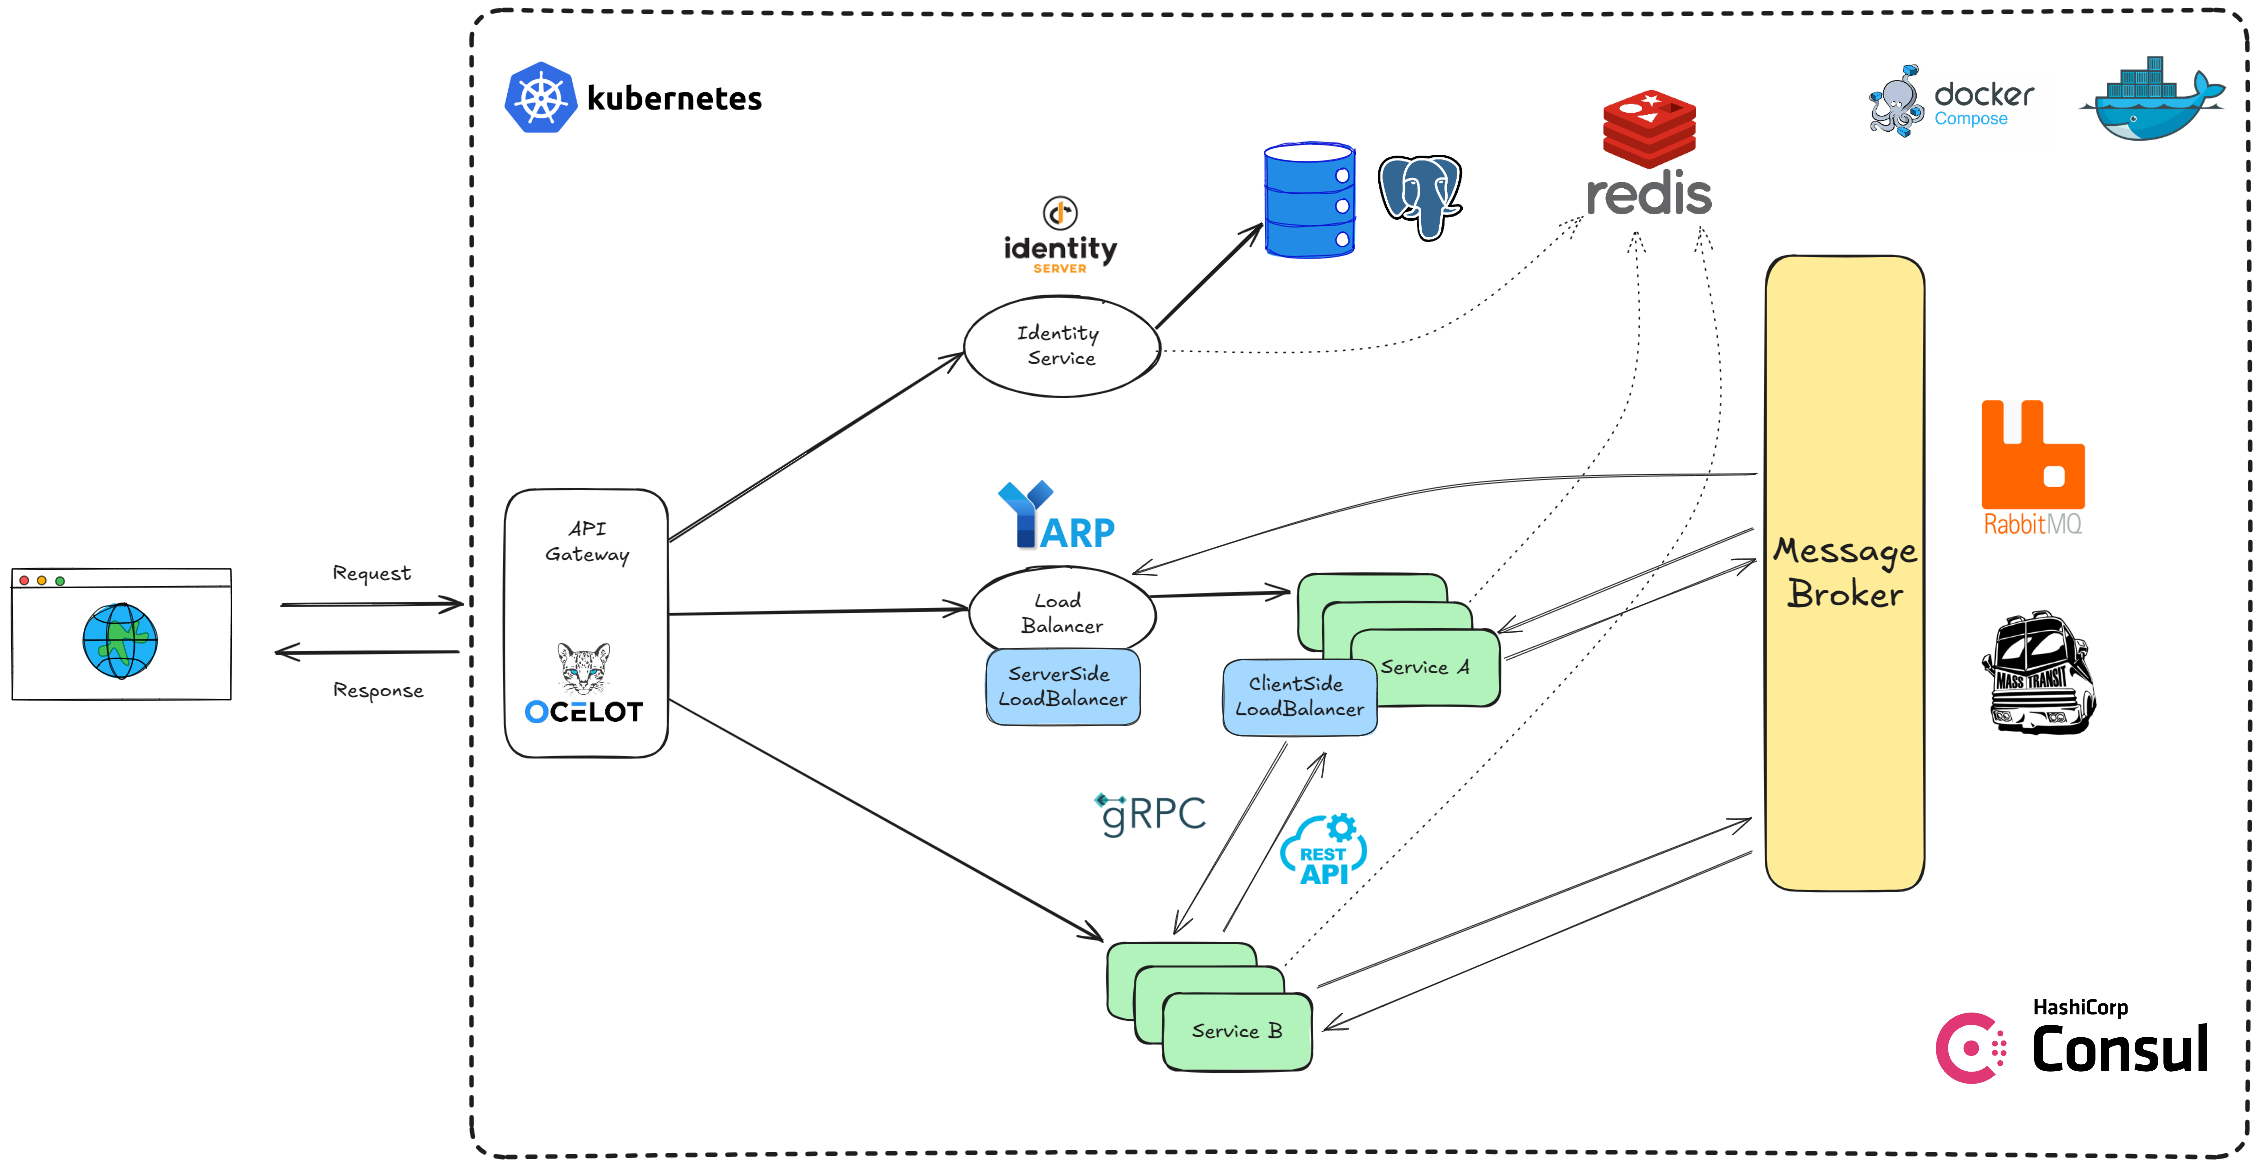 kubernetes
docker
Compose
redis
identity
SERVER
Identity
Service
API
Gateway
OCELOT
Request
Response
YARP
Load
Balancer
ServerSide
LoadBalancer
Service A
ClientSide
LoadBalancer
Message
Broker
RabbitMQ
MASS TRANSIT
gRPC
REST
API
Service B
HashiCorp
Consul